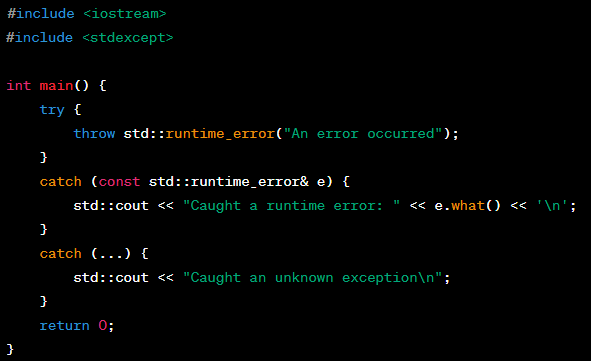 #include <iostream>
#include <stdexcept>

int main() {
    try {
        throw std::runtime_error("An error occurred");
    }
    catch (const std::runtime_error& e) {
        std::cout << "Caught a runtime error: " << e.what() << '\n';
    }
    catch (...) {
        std::cout << "Caught an unknown exception\n";
    }
    return 0;
}